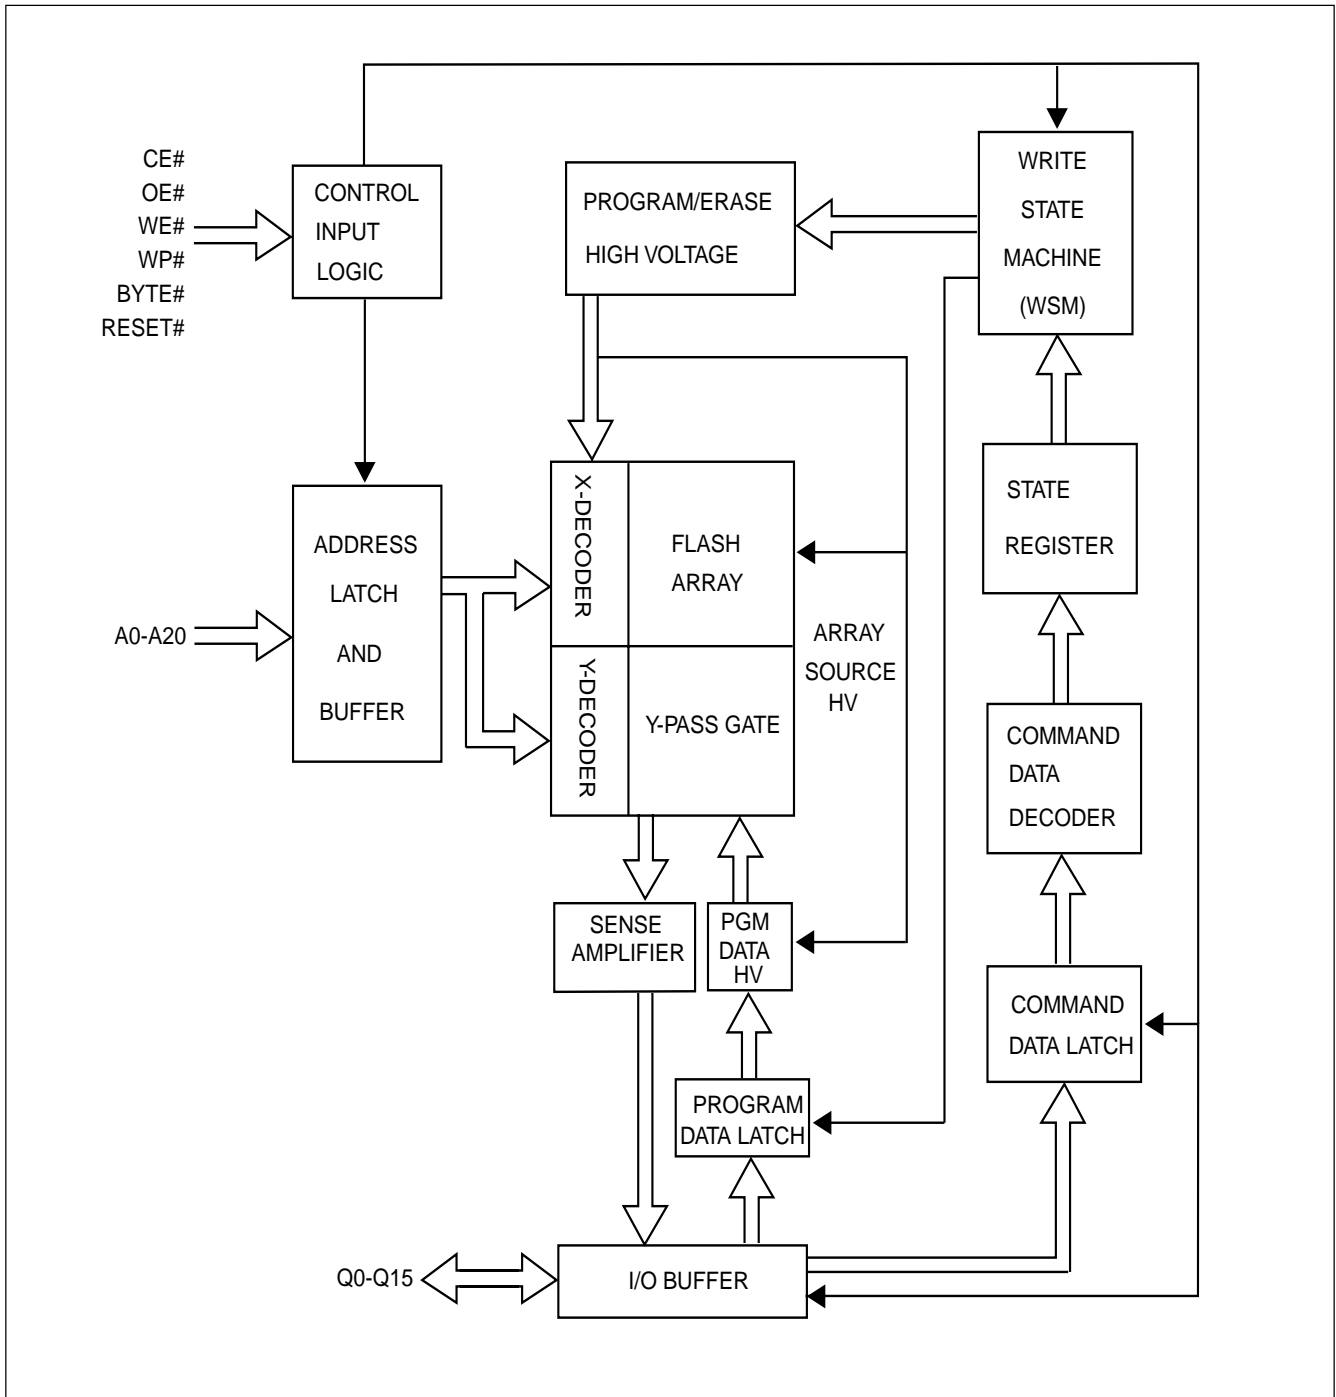 CE#
OE#
WE#
WP#
BYTE#
RESET#
CONTROL
INPUT
LOGIC
PROGRAM/ERASE
HIGH VOLTAGE
WRITE
STATE
MACHINE
(WSM)
A0-A20
ADDRESS
LATCH
AND
BUFFER
X-DECODER
FLASH
ARRAY
Y-DECODER
Y-PASS GATE
ARRAY
SOURCE
HV
STATE
REGISTER
COMMAND
DATA
DECODER
SENSE
AMPLIFIER
PGM
DATA
HV
COMMAND
DATA LATCH
PROGRAM
DATA LATCH
Q0-Q15
I/O BUFFER